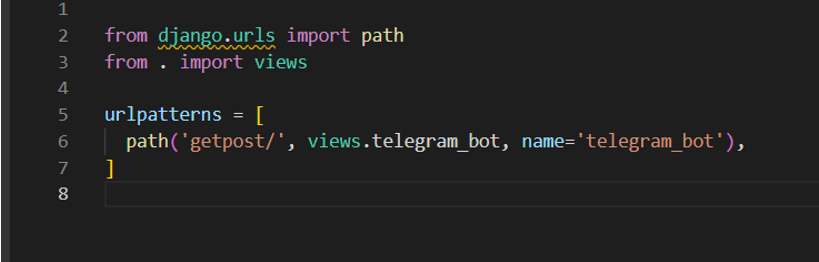 1
2 from django.urls import path
3 from . import views
4
5 urlpatterns = [
6   path('getpost/', views.telegram_bot, name='telegram_bot'),
7 ]
8